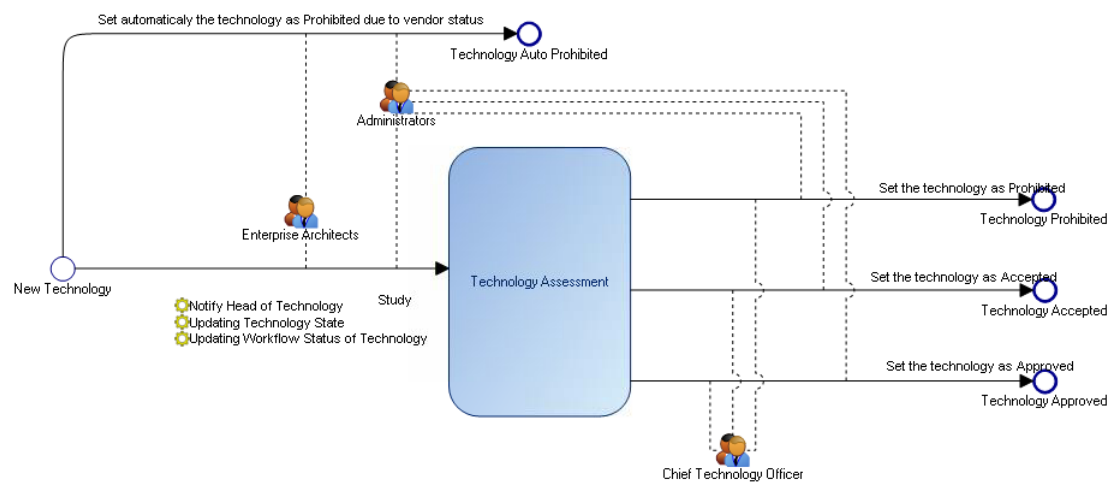 Set automaticaly the technology as Prohibited due to vendor status
Technology Auto Prohibited
Administrators
Set the technology as Prohibited
Technology Prohibited
Enterprise Architects
New Technology
Technology Assessment
Set the technology as Accepted
Study
Notify Head of Technology
Technology Accepted
Updating Technology State
Updating Workflow Status of Technology
Set the technology as Approved
Technology Approved
Chief Technology Officer